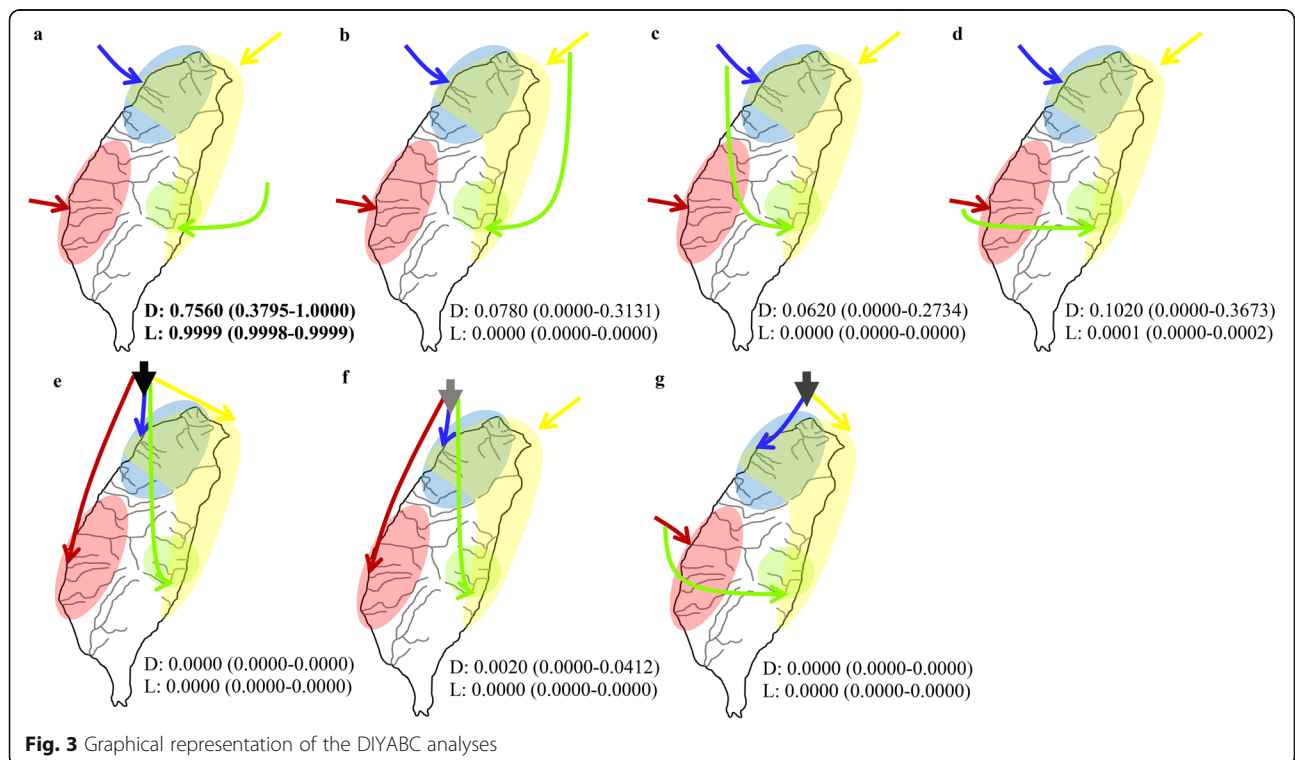 a
b
c
d
D: 0.7560 (0.3795-1.0000)
L: 0.9999 (0.9998-0.9999)
D: 0.0780 (0.0000-0.3131)
L: 0.0000 (0.0000-0.0000)
D: 0.0620 (0.0000-0.2734)
L: 0.0000 (0.0000-0.0000)
D: 0.1020 (0.0000-0.3673)
L: 0.0001 (0.0000-0.0002)
e
f
g
D: 0.0000 (0.0000-0.0000)
L: 0.0000 (0.0000-0.0000)
D: 0.0020 (0.0000-0.0412)
L: 0.0000 (0.0000-0.0000)
D: 0.0000 (0.0000-0.0000)
L: 0.0000 (0.0000-0.0000)
Fig. 3 Graphical representation of the DIYABC analyses